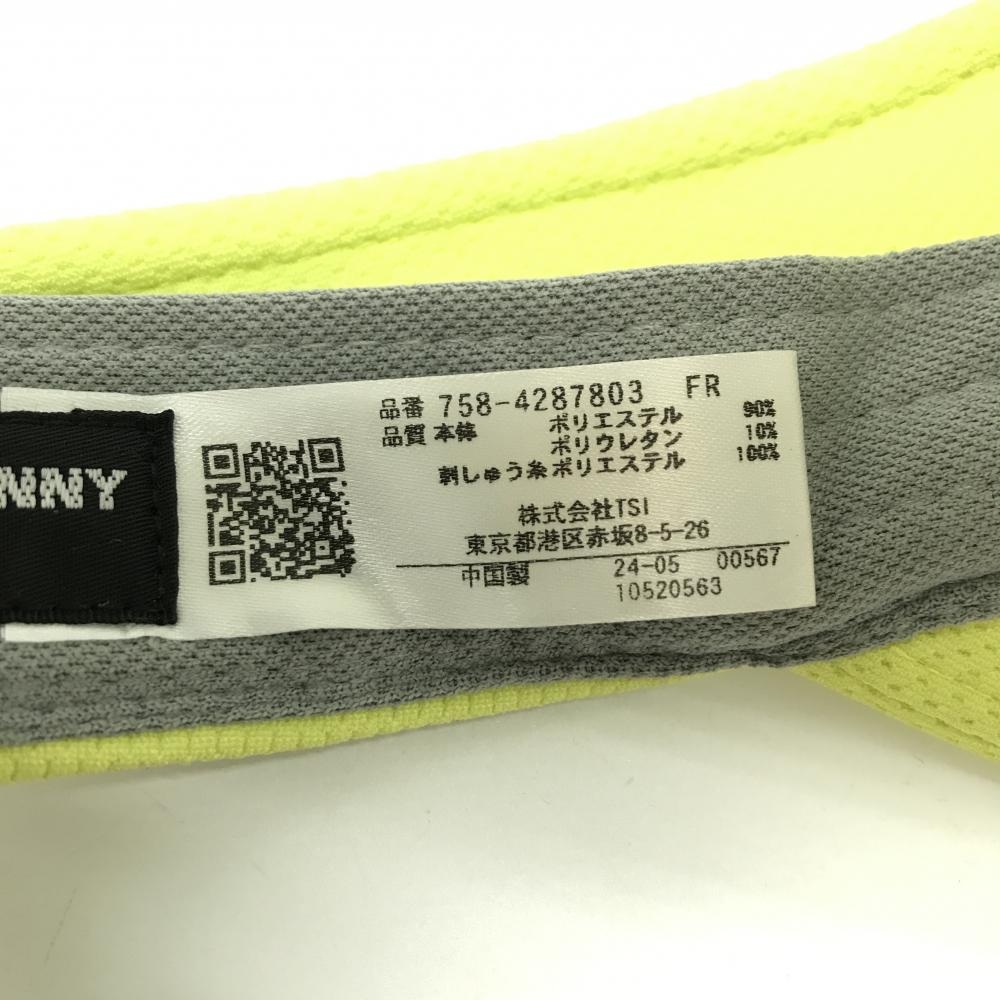 NNY
品番 758-4287803 FR
品質 本体 ポリエステル 90%
ポリウレタン 10%
刺しゅう糸ポリエステル 100%
株式会社TSI
東京都港区赤坂8-5-26
中国製 24-05 00567
10520563